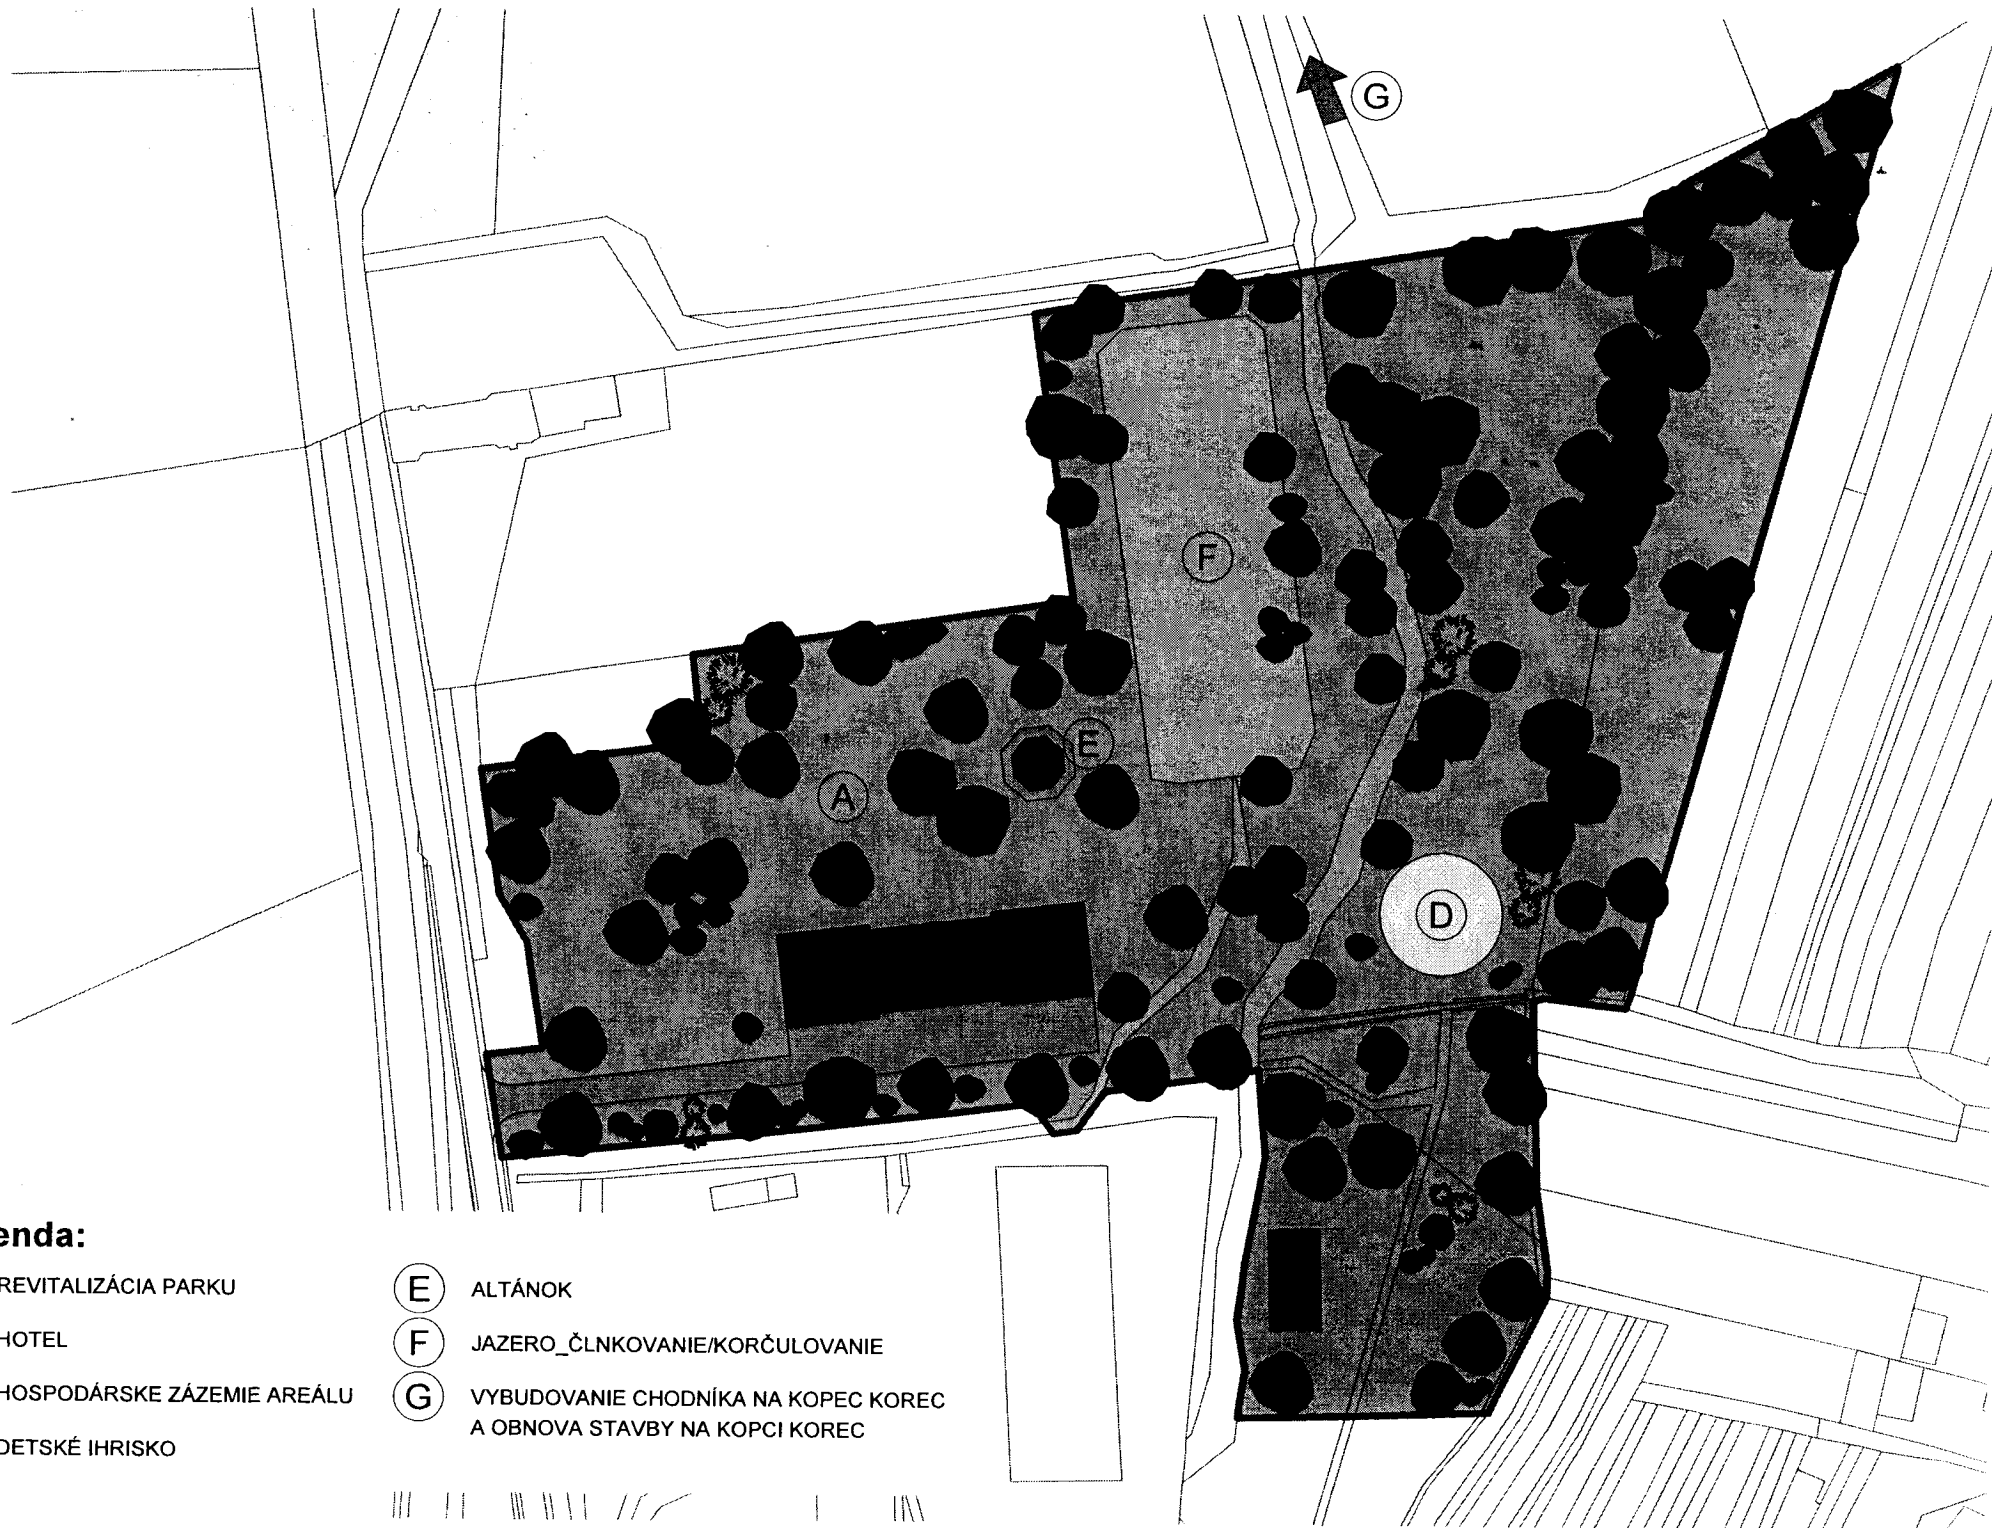 G
F
E
A
D
enda:
REVITALIZÁCIA PARKU
HOTEL
HOSPODÁRSKE ZÁZEMIE AREÁLU
DETSKÉ IHRISKO
E ALTÁNOK
F JAZERO_ČLNKOVANIE/KORČULOVANIE
G VYBUDOVANIE CHODNÍKA NA KOPEC KOREC
A OBNOVA STAVBY NA KOPCI KOREC